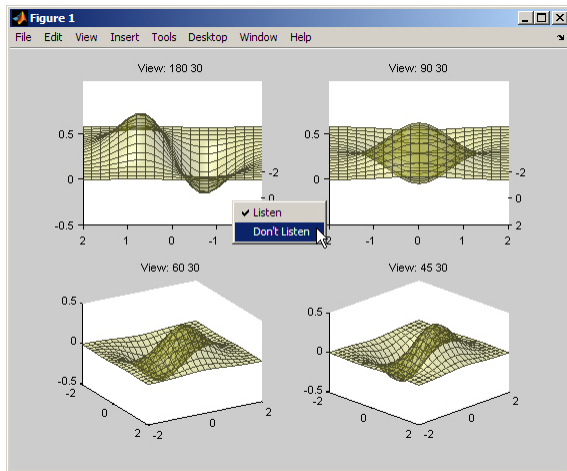 Figure 1
File Edit View Insert Tools Desktop Window Help
View: 180 30
0.5
0
-0.5
2 1 0 -1
-2
0
View: 90 30
0.5
0
-2
0
2
2 -1 0 1 2
Listen
Don't Listen
View: 60 30
0.5
0
-0.5
-2
0
2
-2
0
2
View: 45 30
0.5
0
-0.5
-2
0
2
-2
0
2